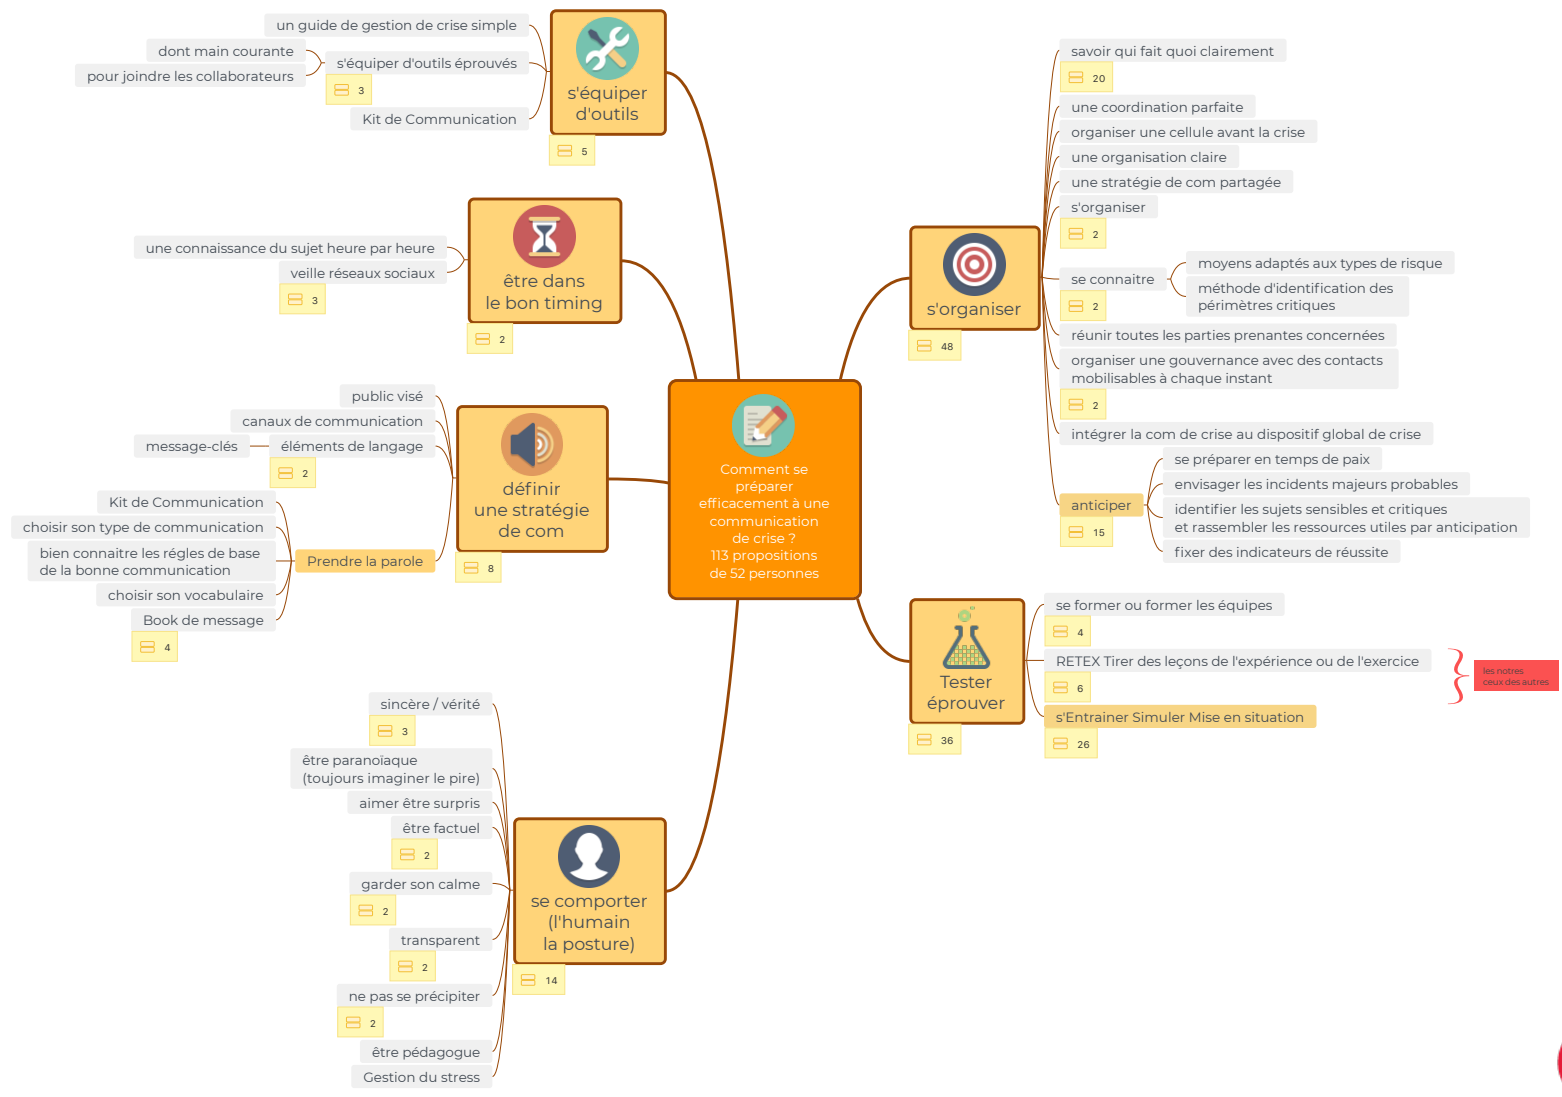 Comment se
préparer
efficacement à une
communication
de crise ?
113 propositions
de 52 personnes
s'équiper
d'outils
5
un guide de gestion de crise simple
s'équiper d'outils éprouvés
3
dont main courante
pour joindre les collaborateurs
Kit de Communication
être dans
le bon timing
2
une connaissance du sujet heure par heure
veille réseaux sociaux
3
définir
une stratégie
de com
8
public visé
canaux de communication
éléments de langage
2
message-clés
Prendre la parole
Kit de Communication
choisir son type de communication
bien connaitre les régles de base
de la bonne communication
choisir son vocabulaire
Book de message
4
se comporter
(l'humain
la posture)
14
sincère / vérité
3
être paranoïaque
(toujours imaginer le pire)
aimer être surpris
être factuel
2
garder son calme
2
transparent
2
ne pas se précipiter
2
être pédagogue
Gestion du stress
s'organiser
48
savoir qui fait quoi clairement
20
une coordination parfaite
organiser une cellule avant la crise
une organisation claire
une stratégie de com partagée
s'organiser
2
se connaitre
2
moyens adaptés aux types de risque
méthode d'identification des
périmètres critiques
réunir toutes les parties prenantes concernées
organiser une gouvernance avec des contacts
mobilisables à chaque instant
2
intégrer la com de crise au dispositif global de crise
anticiper
15
se préparer en temps de paix
envisager les incidents majeurs probables
identifier les sujets sensibles et critiques
et rassembler les ressources utiles par anticipation
fixer des indicateurs de réussite
Tester
éprouver
36
se former ou former les équipes
4
RETEX Tirer des leçons de l'expérience ou de l'exercice
6
les notres
ceux des autres
s'Entrainer Simuler Mise en situation
26